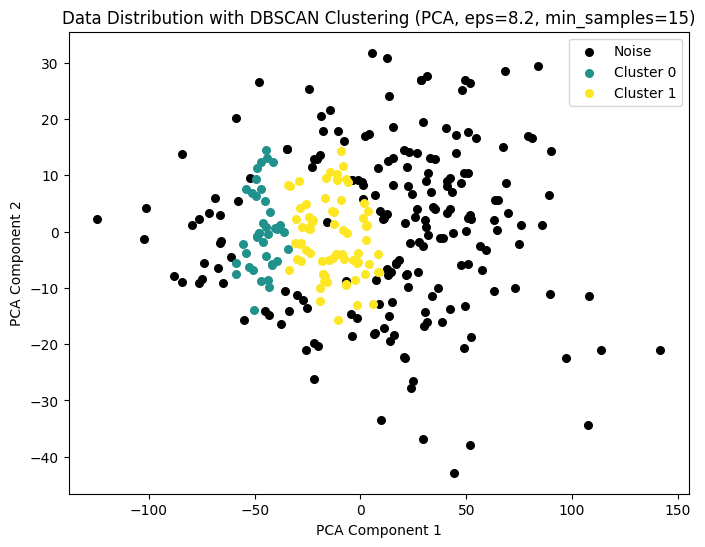 Data Distribution with DBSCAN Clustering (PCA, eps=8.2, min_samples=15)
Noise
Cluster 0
Cluster 1
30
20
10
0
−10
−20
−30
−40
PCA Component 2
−100
−50
0
50
100
150
PCA Component 1